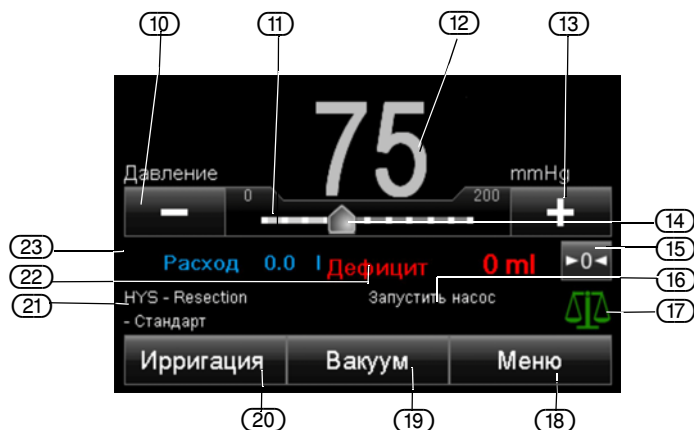 10 11 12 13
75
Давление mmHg
0 200
− +
14
23 15
Расход 0.0 l Дефицит 0 ml ►0◄
22 16
21 HYS - Resection Запустить насос
17
- Стандарт
Ирригация Вакуум Меню
20 19 18